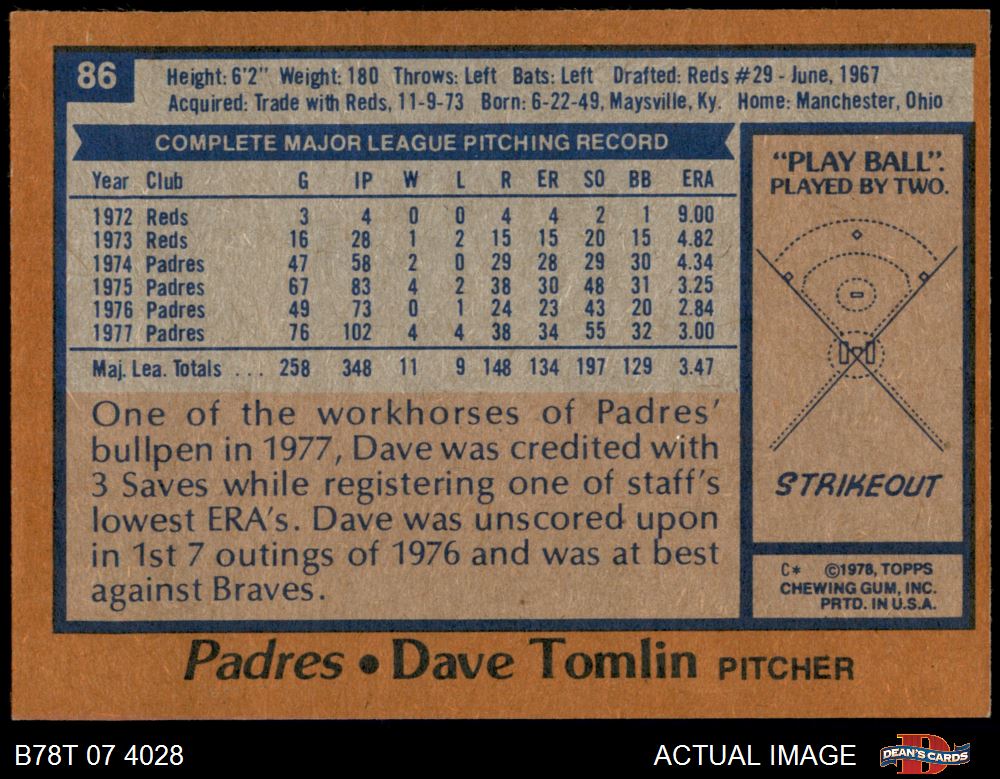 86
Height: 6'2" Weight: 180 Throws: Left Bats: Left Drafted: Reds #29 - June, 1967
Acquired: Trade with Reds, 11-9-73 Born: 6-22-49, Maysville, Ky. Home: Manchester, Ohio
COMPLETE MAJOR LEAGUE PITCHING RECORD
Year Club G IP W L R ER SO BB ERA
1972 Reds 3 4 0 0 4 4 2 1 9.00
1973 Reds 16 28 1 2 15 15 20 15 4.82
1974 Padres 47 58 2 0 29 28 29 30 4.34
1975 Padres 67 83 4 2 38 30 48 31 3.25
1976 Padres 49 73 0 1 24 23 43 20 2.84
1977 Padres 76 102 4 4 38 34 55 32 3.00
Maj. Lea. Totals ... 258 348 11 9 148 134 197 129 3.47
One of the workhorses of Padres'
bullpen in 1977, Dave was credited with
3 Saves while registering one of staff's
lowest ERA's. Dave was unscored upon
in 1st 7 outings of 1976 and was at best
against Braves.
"PLAY BALL".
PLAYED BY TWO.
STRIKEOUT
C* ©1978, TOPPS
CHEWING GUM, INC.
PRTD. IN U.S.A.
Padres • Dave Tomlin PITCHER
B78T 07 4028
ACTUAL IMAGE
D
DEAN'S CARDS